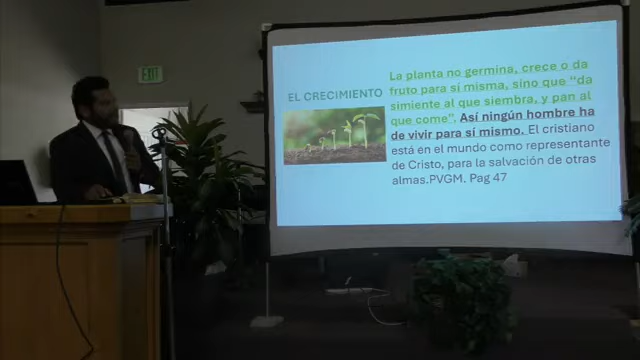 EXIT
EL CRECIMIENTO
La planta no germina, crece o da
fruto para sí misma, sino que “da
simiente al que siembra, y pan al
que come”. Así ningún hombre ha
de vivir para sí mismo. El cristiano
está en el mundo como representante
de Cristo, para la salvación de otras
almas.PVGM. Pag 47